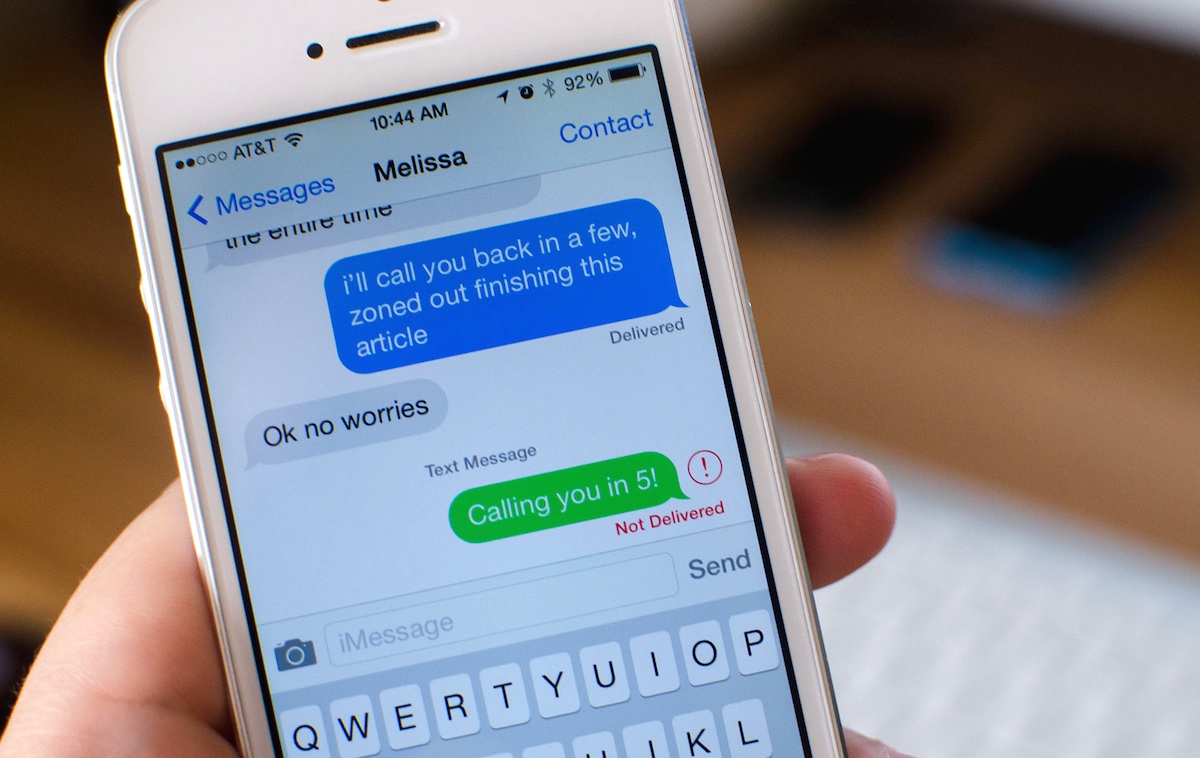 AT&T 10:44 AM 92%
Messages Melissa Contact
the entire time
i'll call you back in a few,
zoned out finishing this
article
Delivered
Ok no worries
Text Message
Calling you in 5!
!
Not Delivered
iMessage Send
Q W E R T Y U I O P
K L